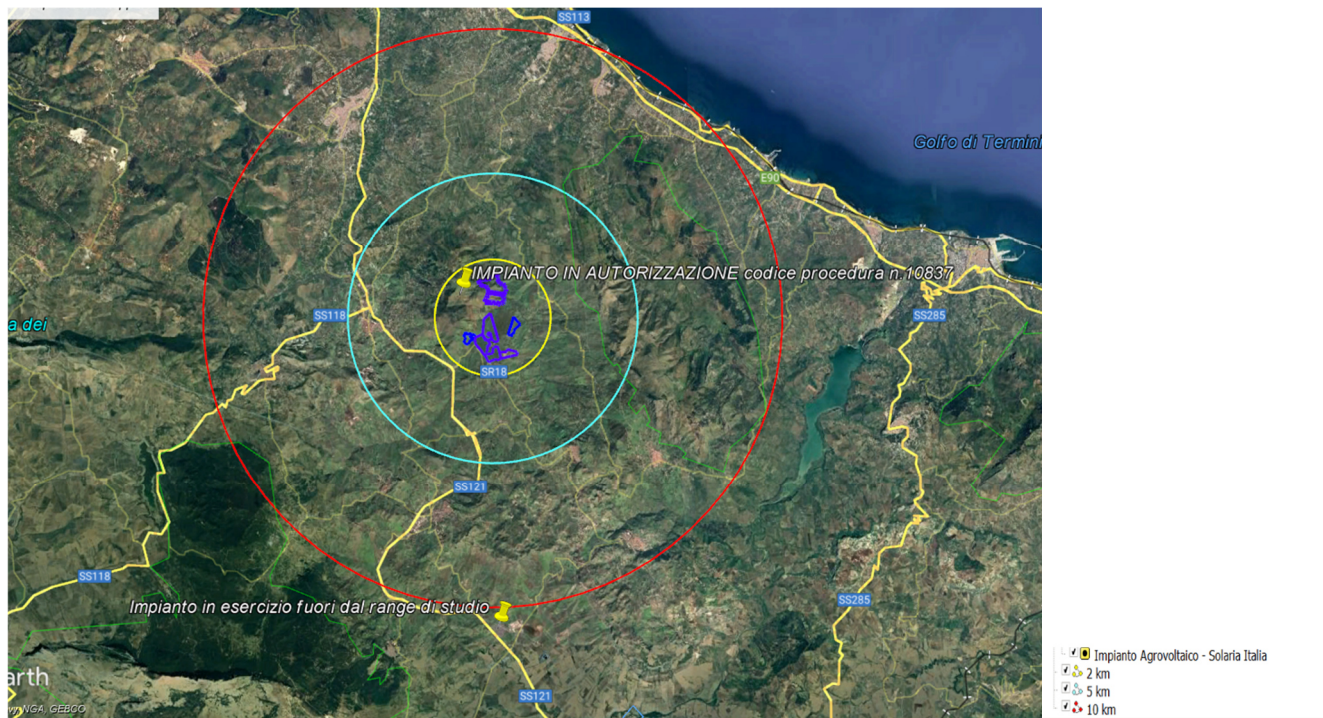 SS113
Golfo di Termini
E90
IMPIANTO IN AUTORIZZAZIONE codice procedura n.10837
SS118
SS285
a dei
SR18
SS121
SS118
Impianto in esercizio fuori dal range di studio
SS285
SS121
arth
NGA, GEBCO
Impianto Agrovoltaico - Solaria Italia
2 km
5 km
10 km